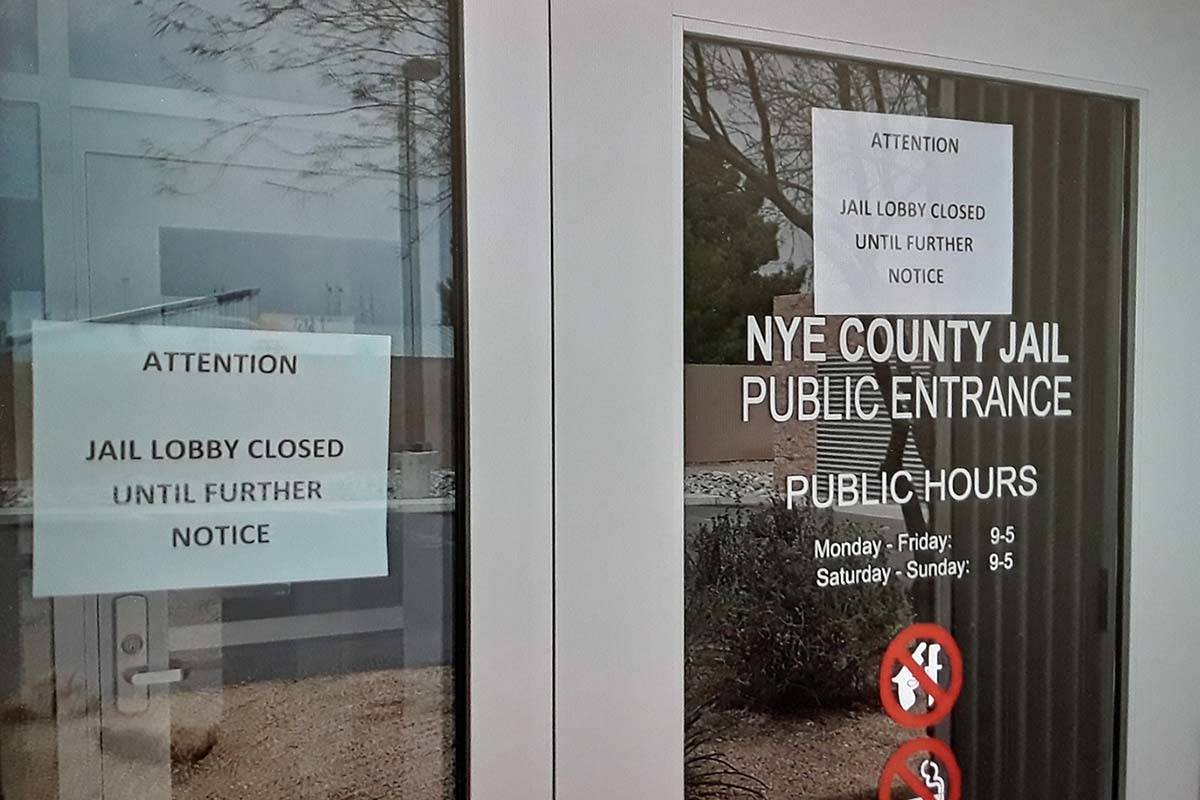 ATTENTION
JAIL LOBBY CLOSED
UNTIL FURTHER
NOTICE
ATTENTION
JAIL LOBBY CLOSED
UNTIL FURTHER
NOTICE
NYE COUNTY JAIL
PUBLIC ENTRANCE
PUBLIC HOURS
Monday - Friday: 9-5
Saturday - Sunday: 9-5